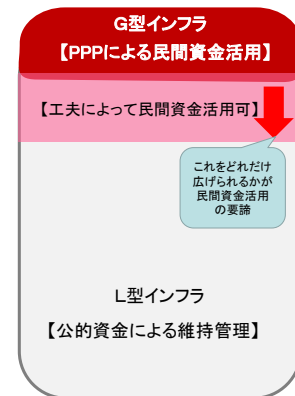 G型インフラ
【PPPによる民間資金活用】
【工夫によって民間資金活用可】
これをどれだけ
広げられるかが
民間資金活用
の要諦
L型インフラ
【公的資金による維持管理】